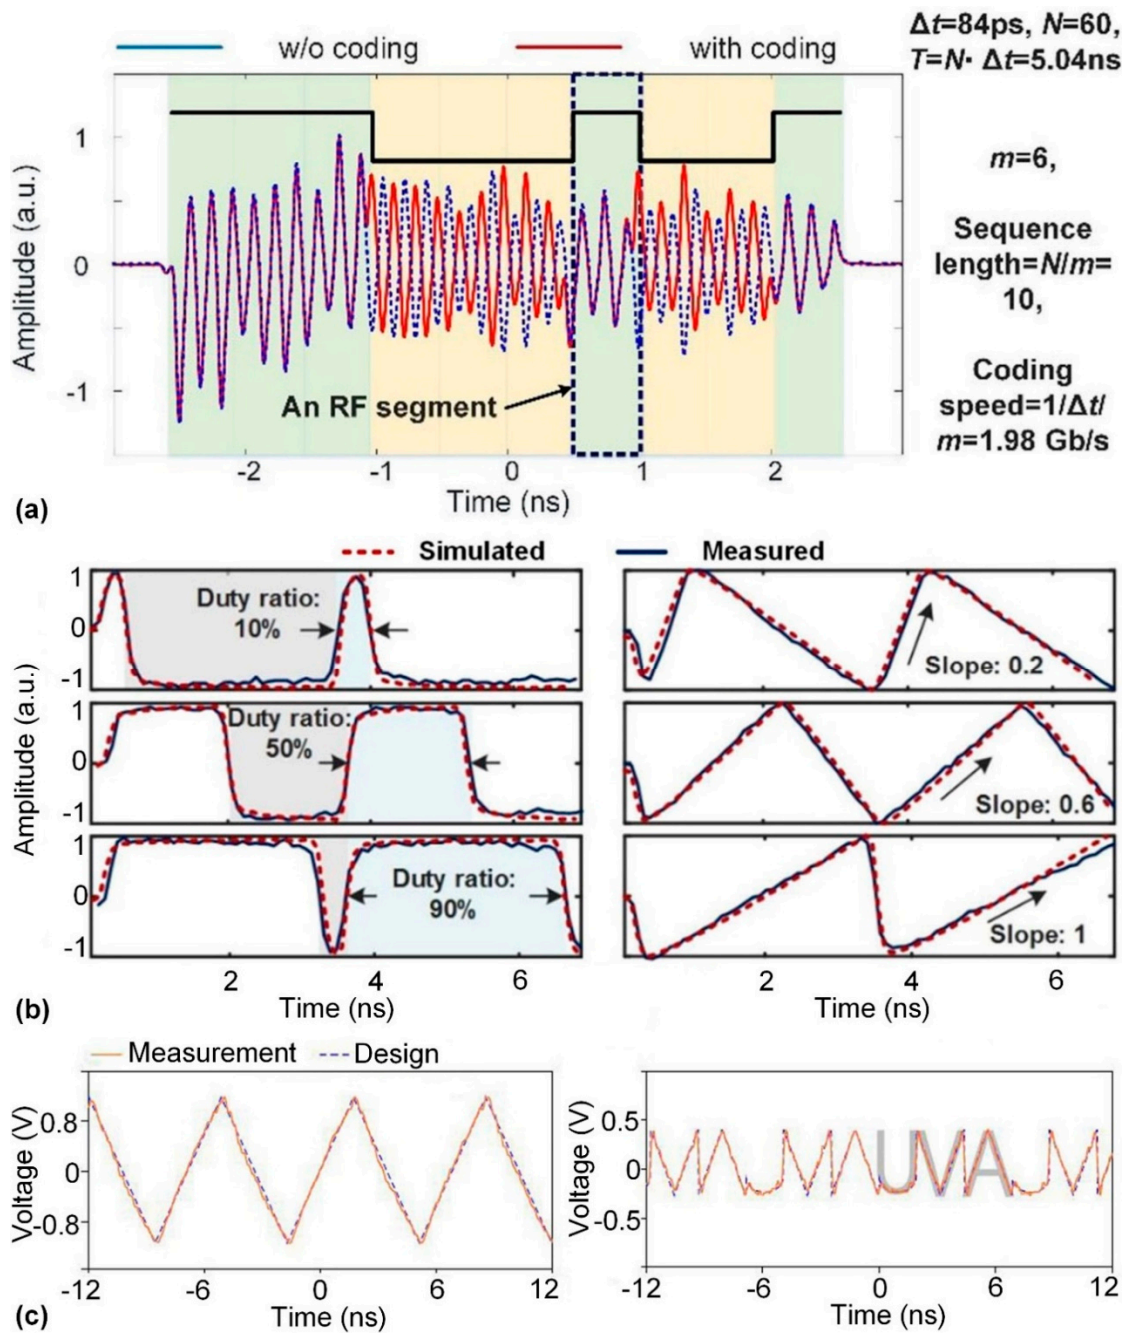 w/o coding
with coding
Δt=84ps, N=60,
T=N· Δt=5.04ns
m=6,
Sequence
length=N/m=
10,
Coding
speed=1/Δt/
m=1.98 Gb/s
Amplitude (a.u.)
1
0
-1
An RF segment
-2
-1
0
1
2
Time (ns)
(a)
Simulated
Measured
Amplitude (a.u.)
1
0
-1
Duty ratio:
10%
Slope: 0.2
1
0
-1
Duty ratio:
50%
Slope: 0.6
1
0
-1
Duty ratio:
90%
Slope: 1
2
4
6
2
4
6
Time (ns)
Time (ns)
(b)
Measurement
Design
Voltage (V)
0.8
0
-0.8
-12
-6
0
6
12
Time (ns)
Voltage (V)
0.5
0
-0.5
UVA
-12
-6
0
6
12
Time (ns)
(c)